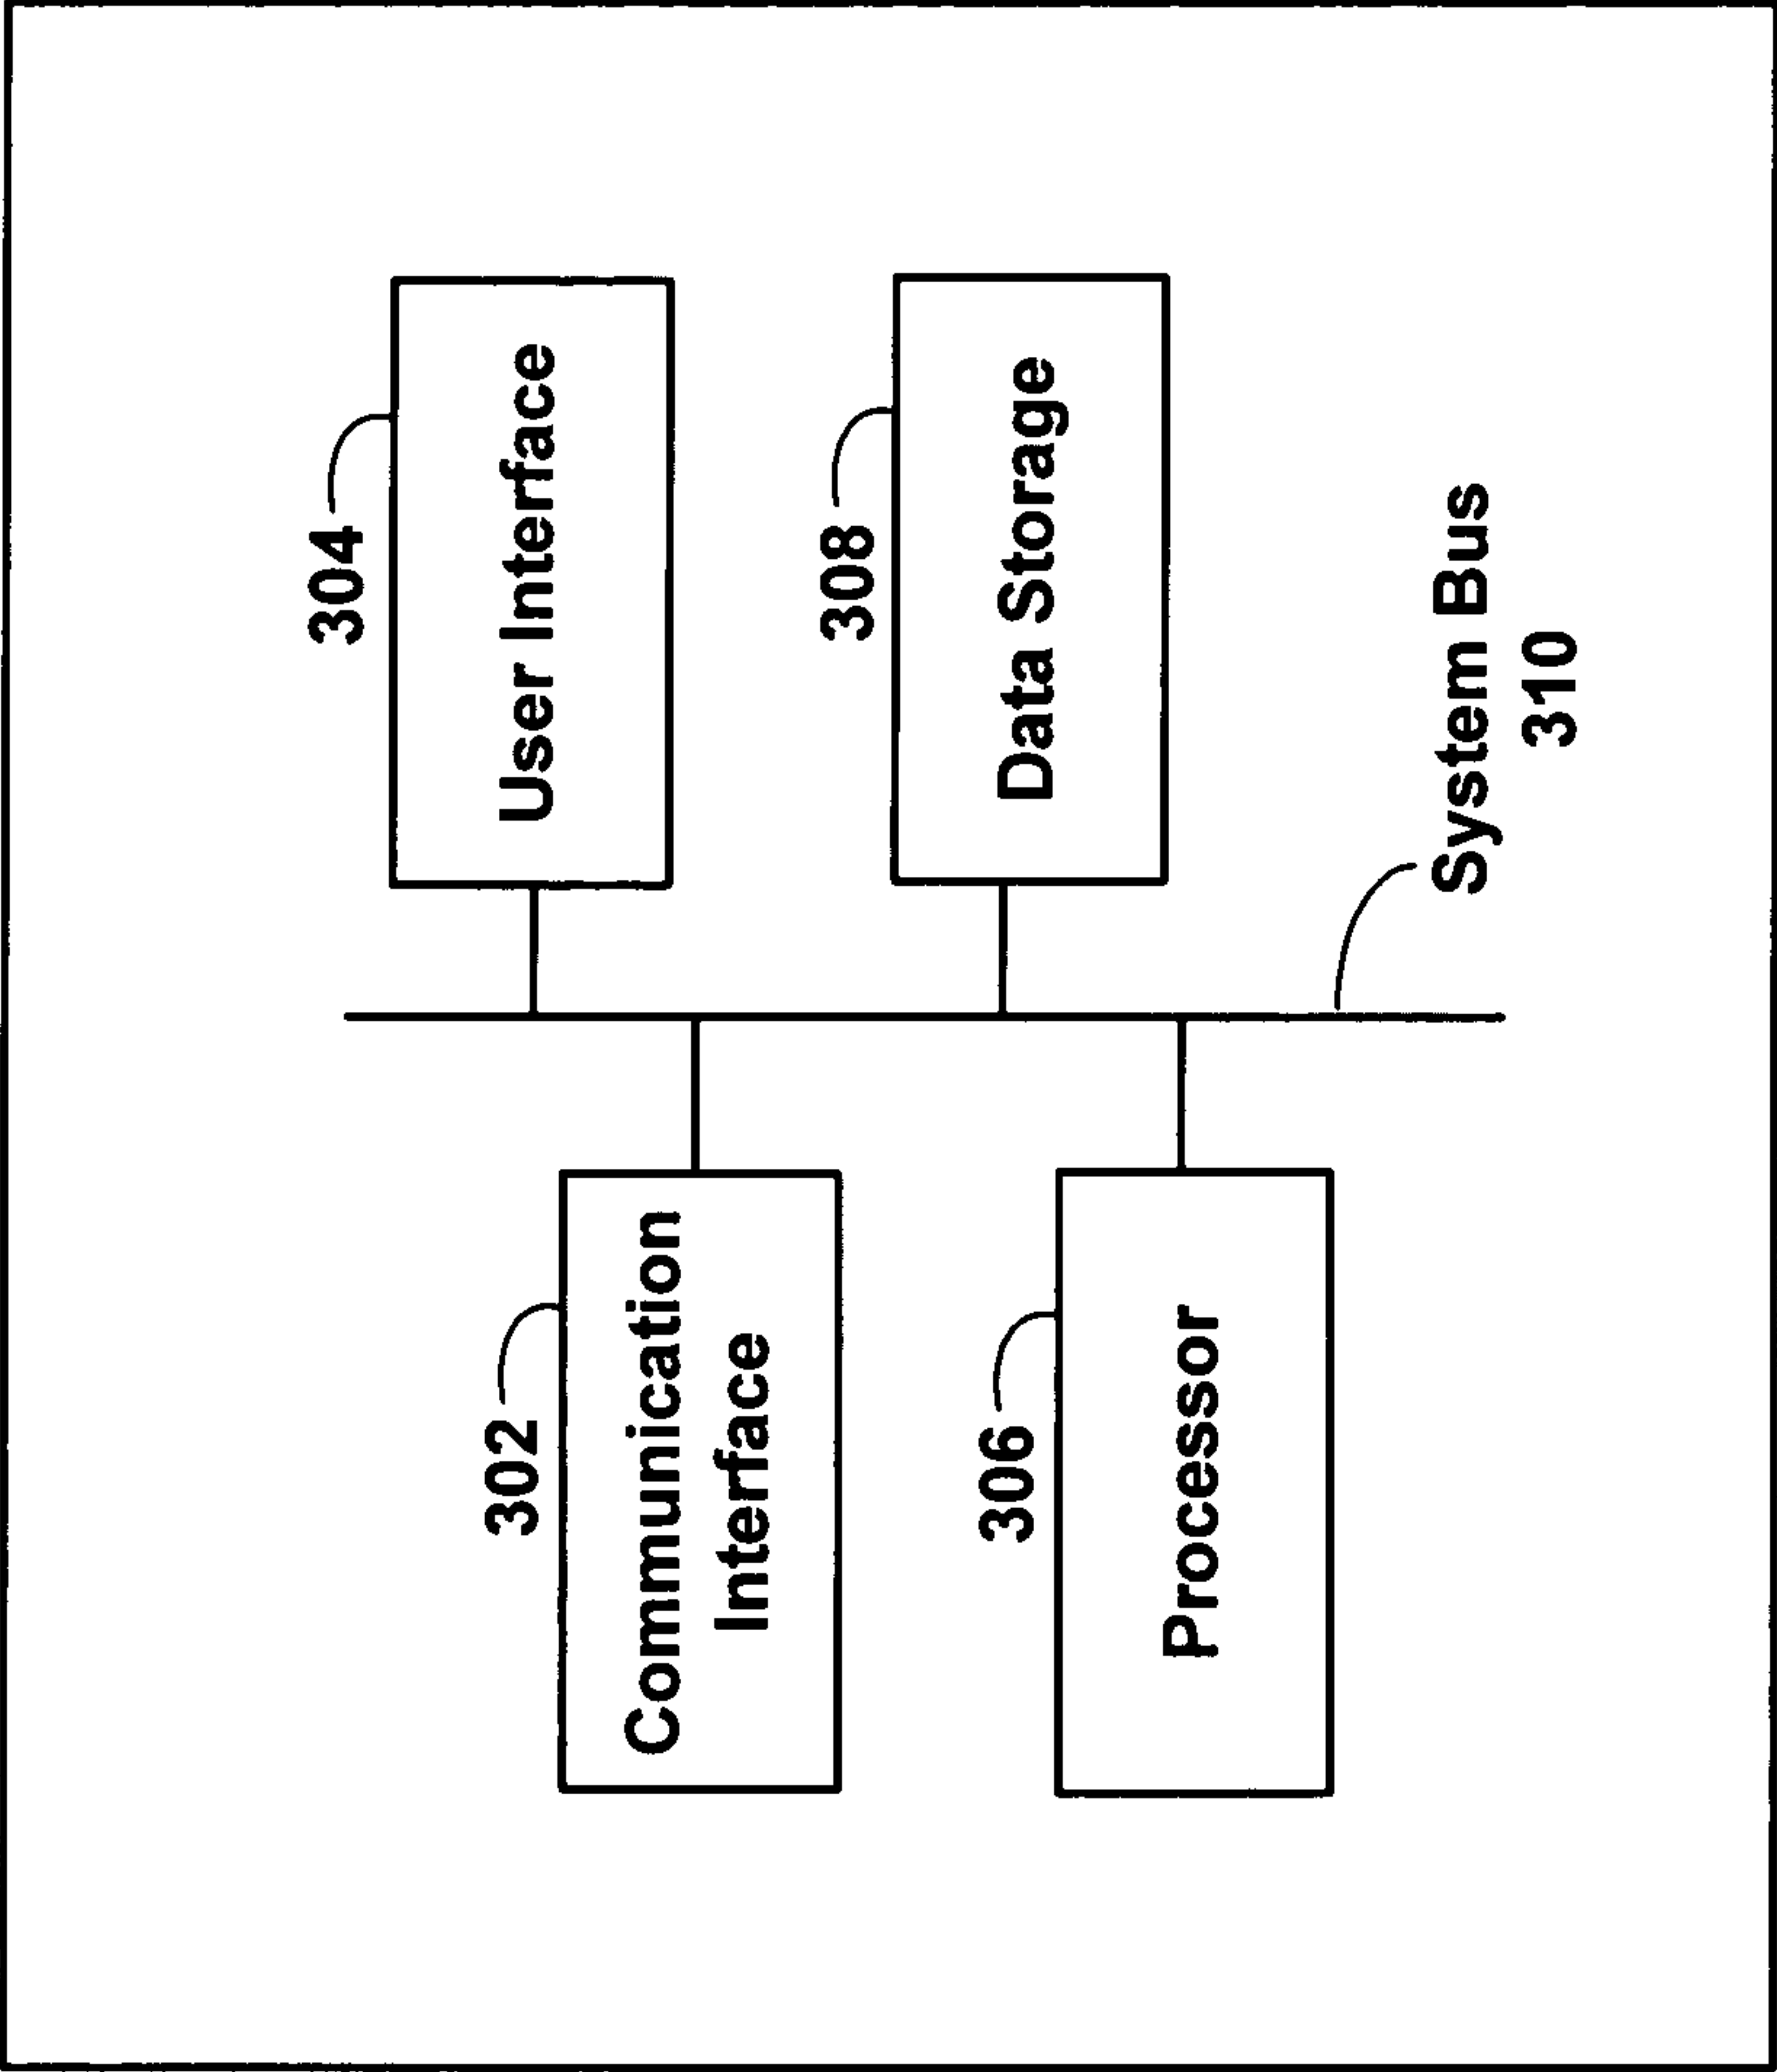 304
User Interface
302
Communication
Interface
308
Data Storage
306
Processor
System Bus
310